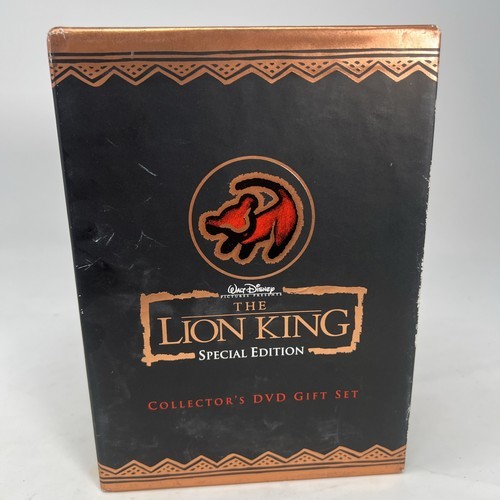 Walt Disney
PICTURES PRESENTS
THE
LION KING
SPECIAL EDITION
COLLECTOR'S DVD GIFT SET